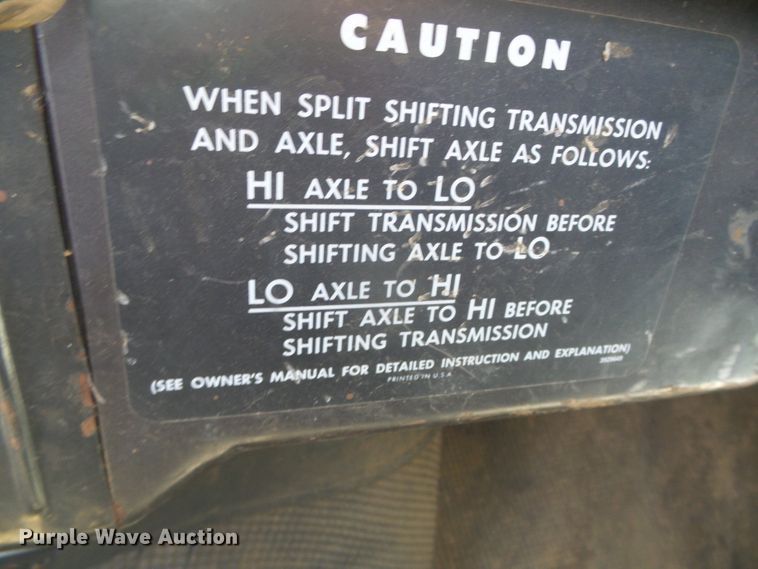 CAUTION
WHEN SPLIT SHIFTING TRANSMISSION
AND AXLE, SHIFT AXLE AS FOLLOWS:
HI AXLE TO LO
SHIFT TRANSMISSION BEFORE
SHIFTING AXLE TO LO
LO AXLE TO HI
SHIFT AXLE TO HI BEFORE
SHIFTING TRANSMISSION
(SEE OWNER'S MANUAL FOR DETAILED INSTRUCTION AND EXPLANATION)
PRINTED IN U.S.A.
Purple Wave Auction